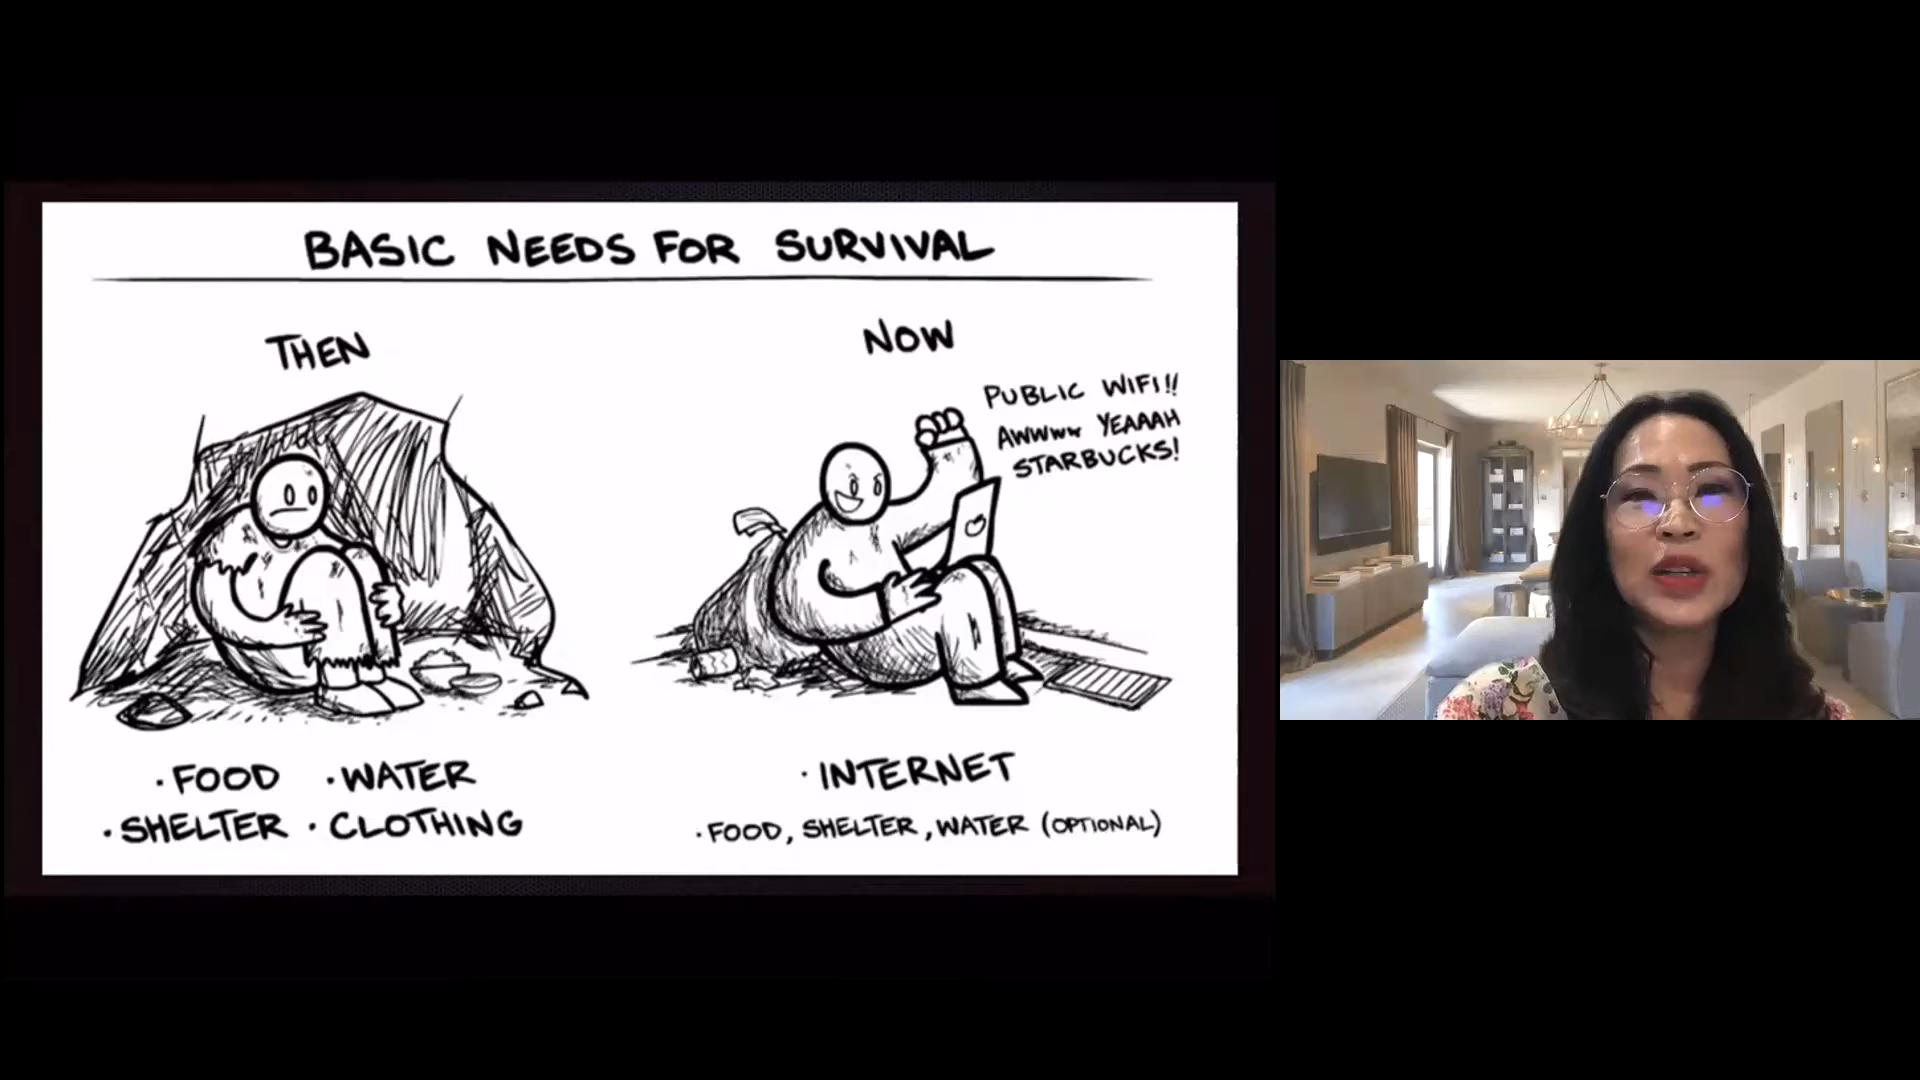 BASIC NEEDS FOR SURVIVAL
THEN
· FOOD · WATER
· SHELTER · CLOTHING
NOW
PUBLIC WIFI!!
AWWWW YEAAAH
STARBUCKS!
· INTERNET
· FOOD, SHELTER, WATER (OPTIONAL)